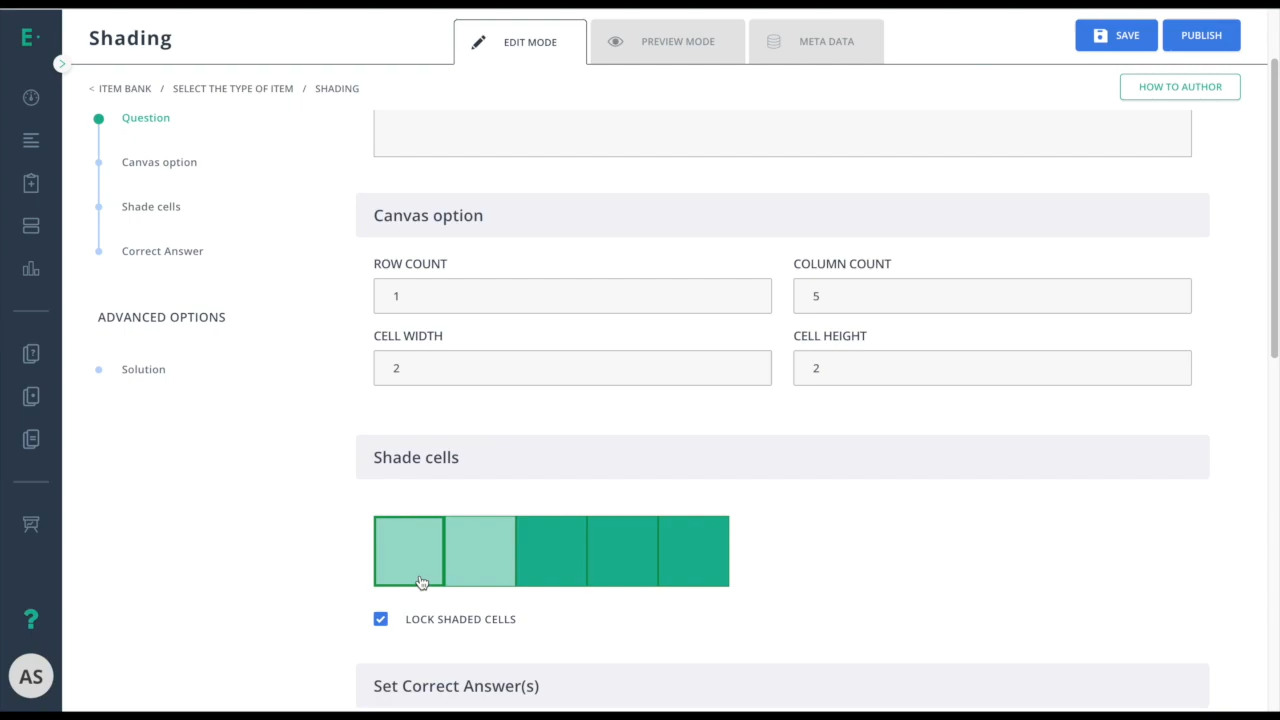 E·
Shading
EDIT MODE
PREVIEW MODE
META DATA
SAVE
PUBLISH
< ITEM BANK / SELECT THE TYPE OF ITEM / SHADING
HOW TO AUTHOR
Question
Canvas option
Shade cells
Correct Answer
ADVANCED OPTIONS
Solution
Canvas option
ROW COUNT
COLUMN COUNT
1
5
CELL WIDTH
CELL HEIGHT
2
2
Shade cells
LOCK SHADED CELLS
Set Correct Answer(s)
?
AS